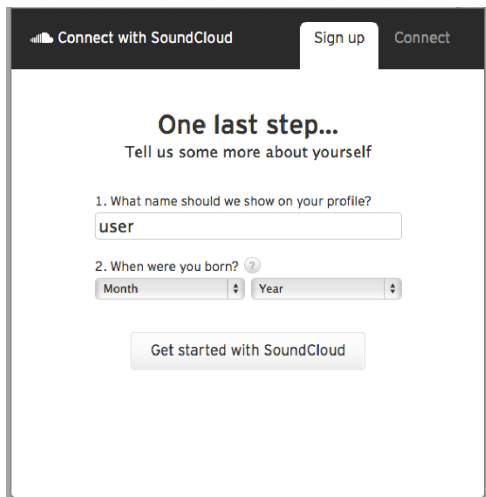 Connect with SoundCloud Sign up Connect
One last step...
Tell us some more about yourself
1. What name should we show on your profile?
user
2. When were you born? ?
Month Year
Get started with SoundCloud